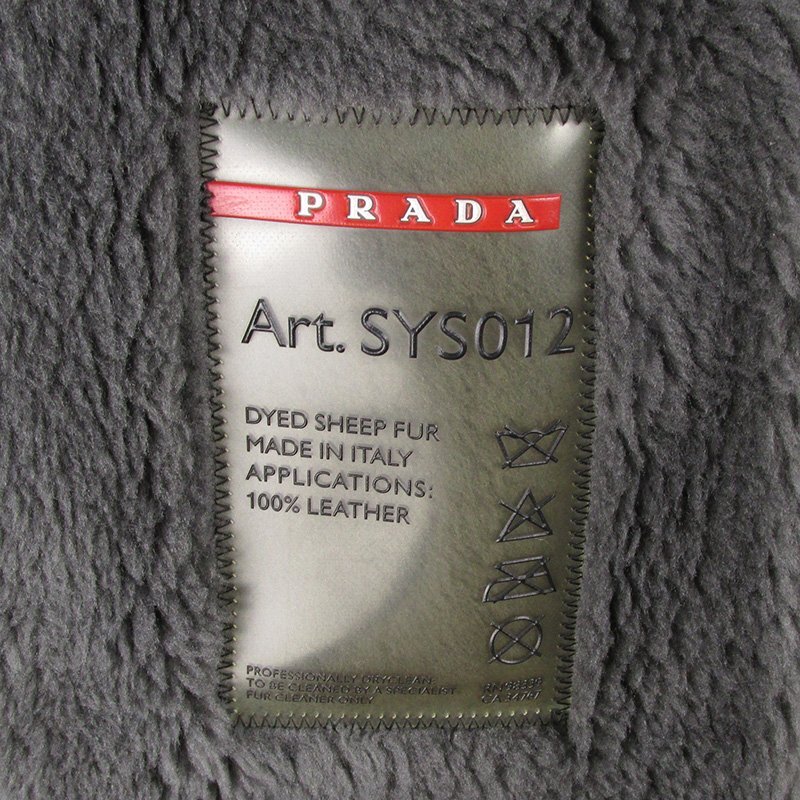 PRADA
Art. SYS012
DYED SHEEP FUR
MADE IN ITALY
APPLICATIONS:
100% LEATHER
PROFESSIONALLY DRYCLEAN.
TO BE CLEANED BY A SPECIALIST
FUR CLEANER ONLY
CA